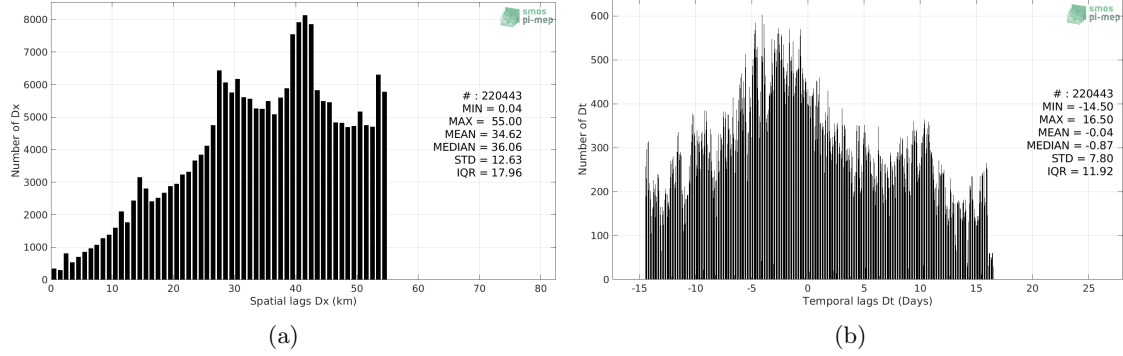 smos
pi-mep
8000
7000
6000
5000
4000
3000
2000
1000
0
Number of Dx
# : 220443
MIN = 0.04
MAX = 55.00
MEAN = 34.62
MEDIAN = 36.06
STD = 12.63
IQR = 17.96
0 10 20 30 40 50 60 70 80
Spatial lags Dx (km)
(a)
smos
pi-mep
600
500
400
300
200
100
0
Number of Dt
# : 220443
MIN = -14.50
MAX = 16.50
MEAN = -0.04
MEDIAN = -0.87
STD = 7.80
IQR = 11.92
-15 -10 -5 0 5 10 15 20 25
Temporal lags Dt (Days)
(b)